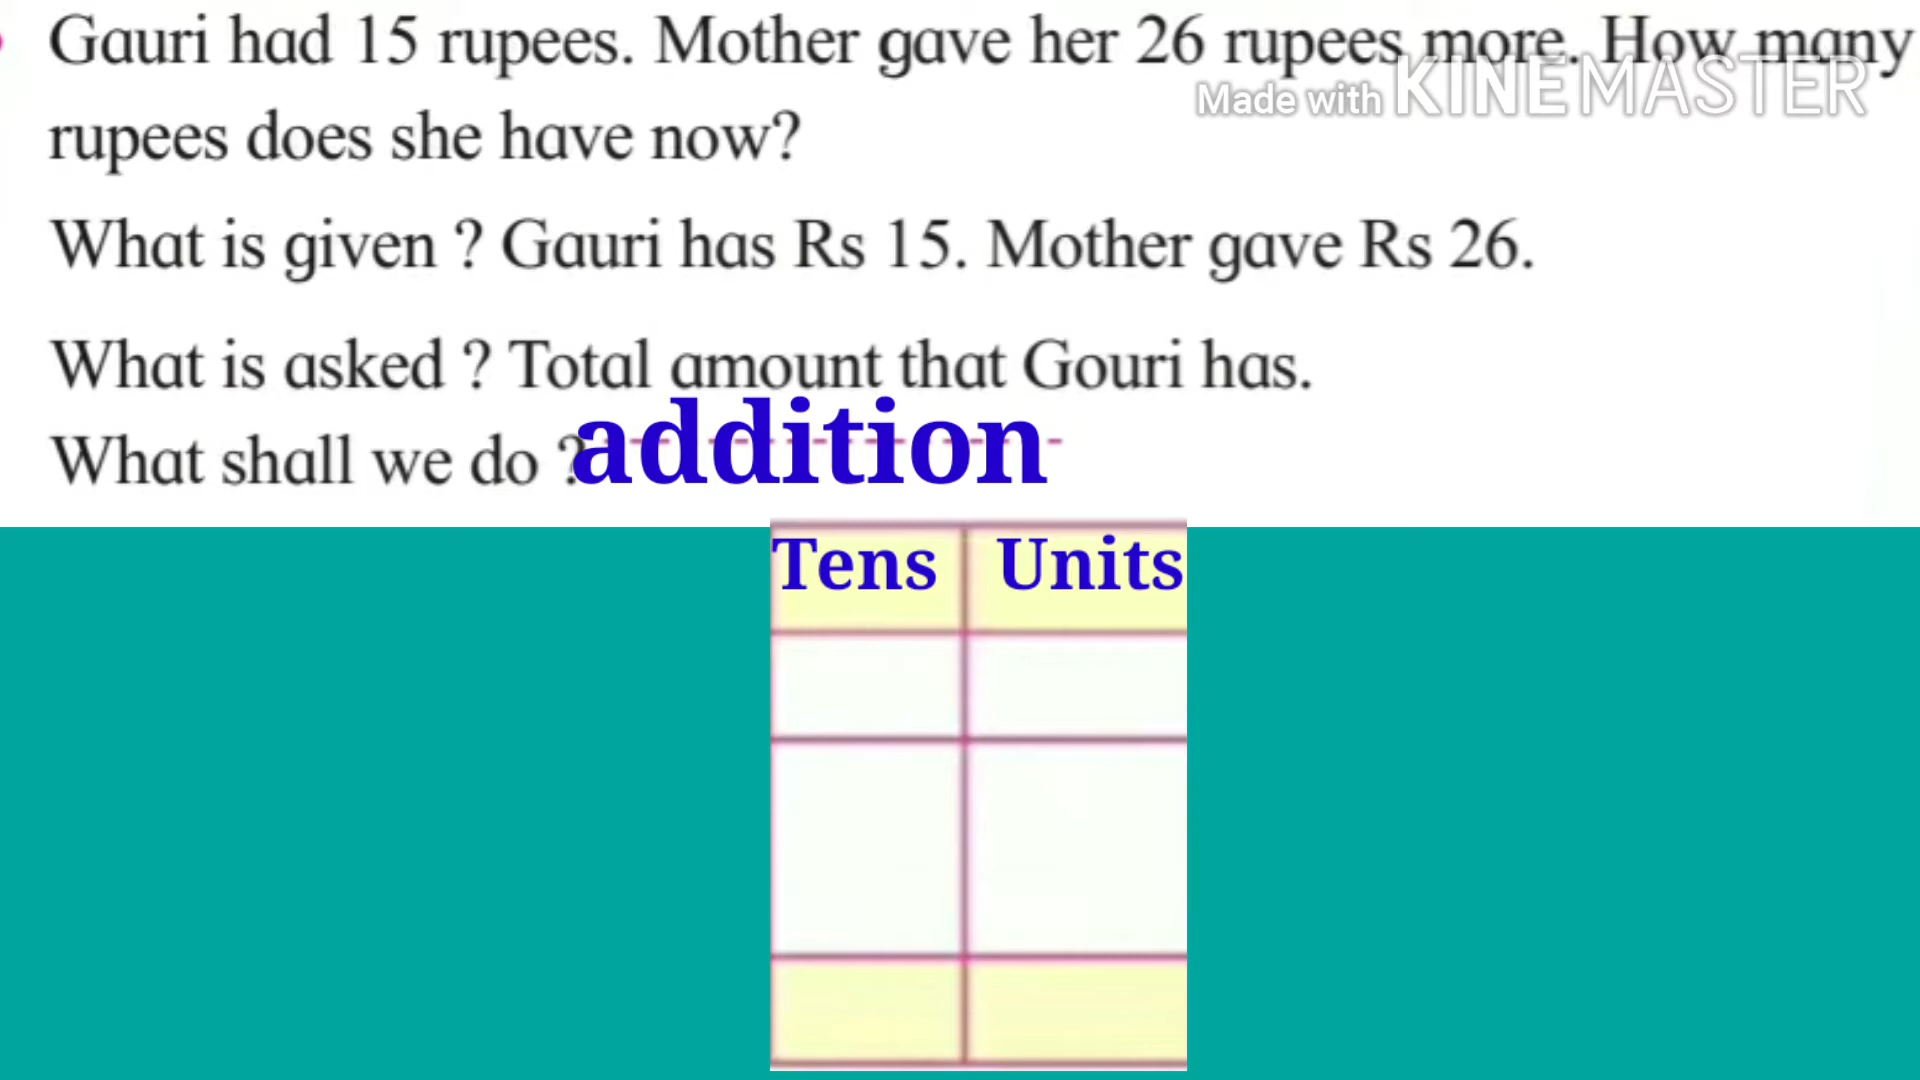 Gauri had 15 rupees. Mother gave her 26 rupees more. How many
Made with KINEMASTER
rupees does she have now?
What is given ? Gauri has Rs 15. Mother gave Rs 26.
What is asked ? Total amount that Gouri has.
What shall we do ? addition
Tens Units